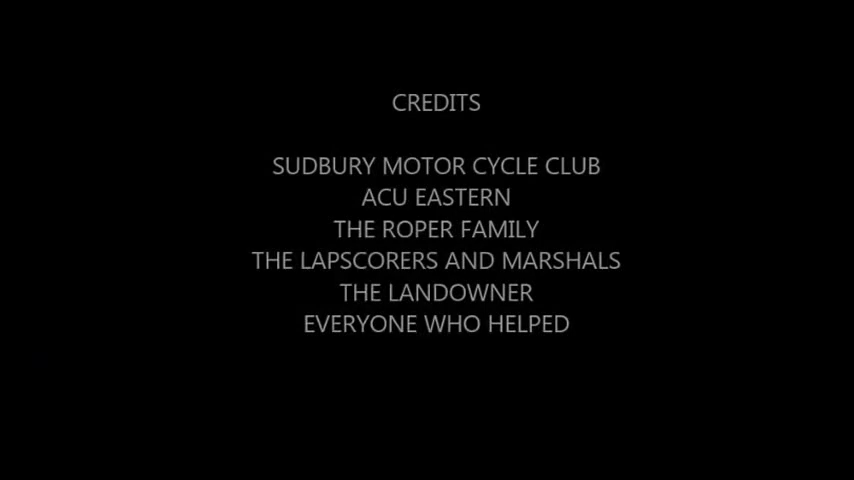 CREDITS
SUDBURY MOTOR CYCLE CLUB
ACU EASTERN
THE ROPER FAMILY
THE LAPSCORERS AND MARSHALS
THE LANDOWNER
EVERYONE WHO HELPED